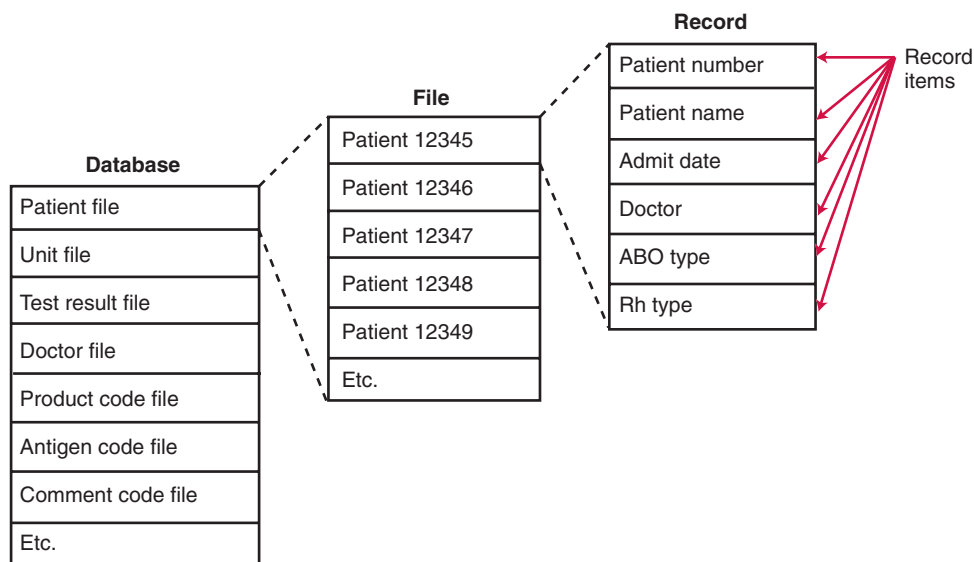 Database
Patient file
Unit file
Test result file
Doctor file
Product code file
Antigen code file
Comment code file
Etc.
File
Patient 12345
Patient 12346
Patient 12347
Patient 12348
Patient 12349
Etc.
Record
Patient number
Patient name
Admit date
Doctor
ABO type
Rh type
Record
items